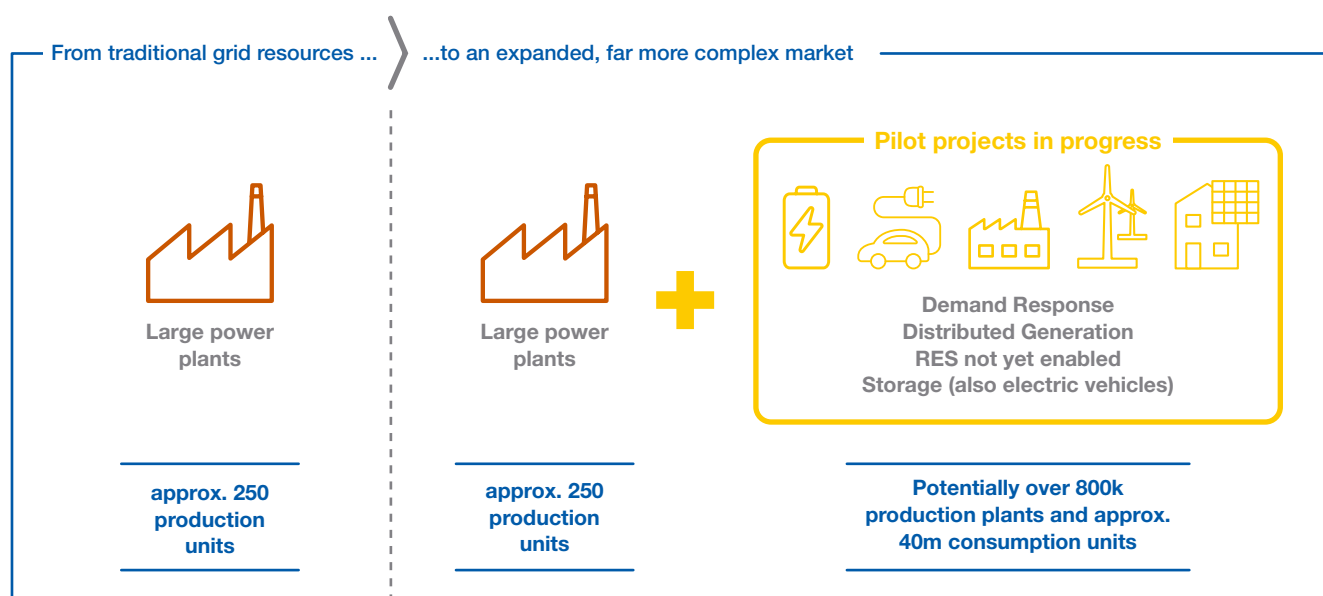 From traditional grid resources ...
...to an expanded, far more complex market
Large power
plants
approx. 250
production
units
Large power
plants
approx. 250
production
units
Pilot projects in progress
Demand Response
Distributed Generation
RES not yet enabled
Storage (also electric vehicles)
Potentially over 800k
production plants and approx.
40m consumption units